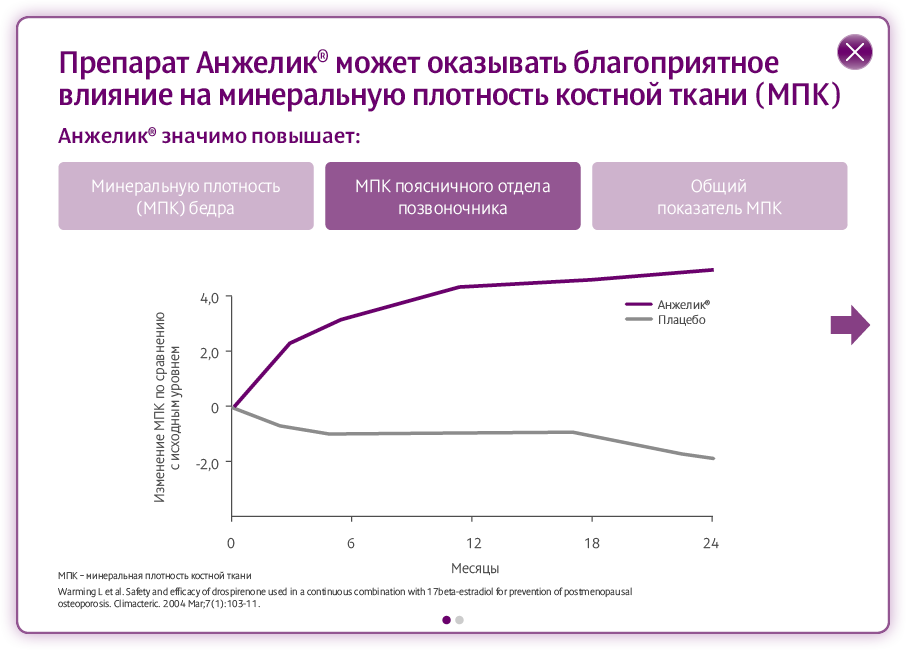 Препарат Анжелик® может оказывать благоприятное
влияние на минеральную плотность костной ткани (МПК)
Анжелик® значимо повышает:
Минеральную плотность
(МПК) бедра
МПК поясничного отдела
позвоночника
Общий
показатель МПК
Изменение МПК по сравнению
с исходным уровнем
4,0
2,0
0
-2,0
Анжелик®
Плацебо
0
6
12
18
24
Месяцы
МПК – минеральная плотность костной ткани
Warming L et al. Safety and efficacy of drospirenone used in a continuous combination with 17beta-estradiol for prevention of postmenopausal
osteoporosis. Climacteric. 2004 Mar;7(1):103-11.